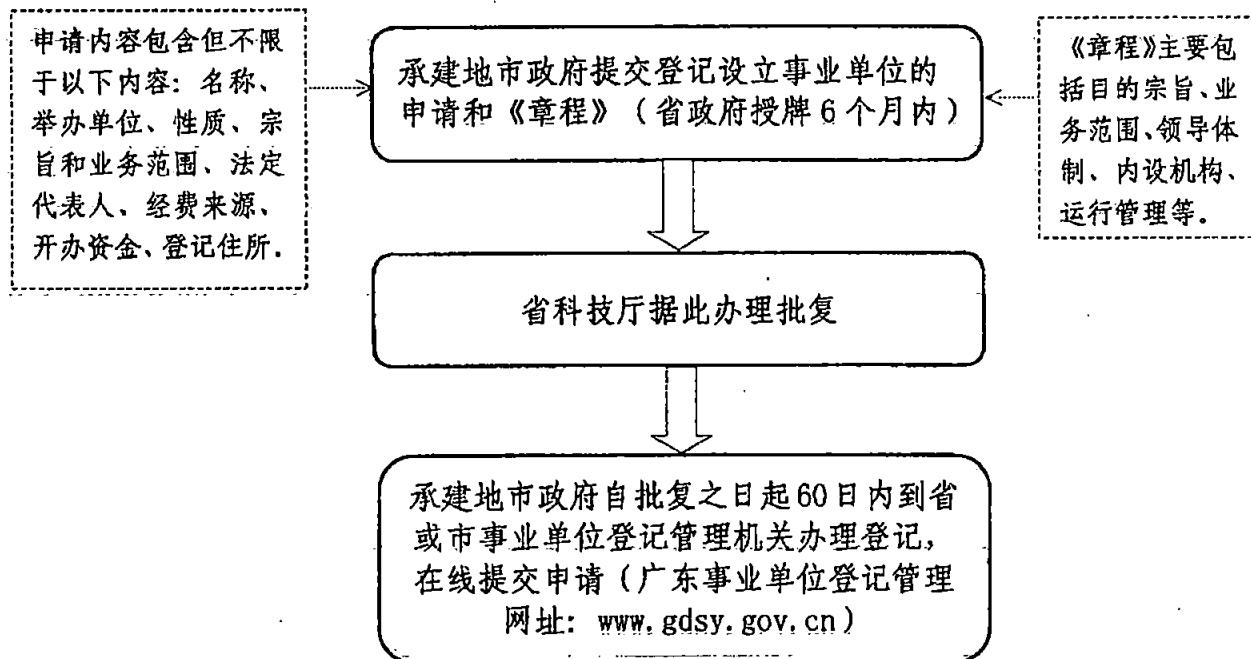 申请内容包含但不限
于以下内容：名称、
举办单位、性质、宗
旨和业务范围、法定
代表人、经费来源、
开办资金、登记住所.
承建地市政府提交登记设立事业单位的
申请和《章程》（省政府授牌6个月内）
《章程》主要包
括目的宗旨、业
务范围、领导体
制、内设机构、
运行管理等.
省科技厅据此办理批复
承建地市政府自批复之日起60日内到省
或市事业单位登记管理机关办理登记,
在线提交申请（广东事业单位登记管理
网址: www.gdsy.gov.cn）